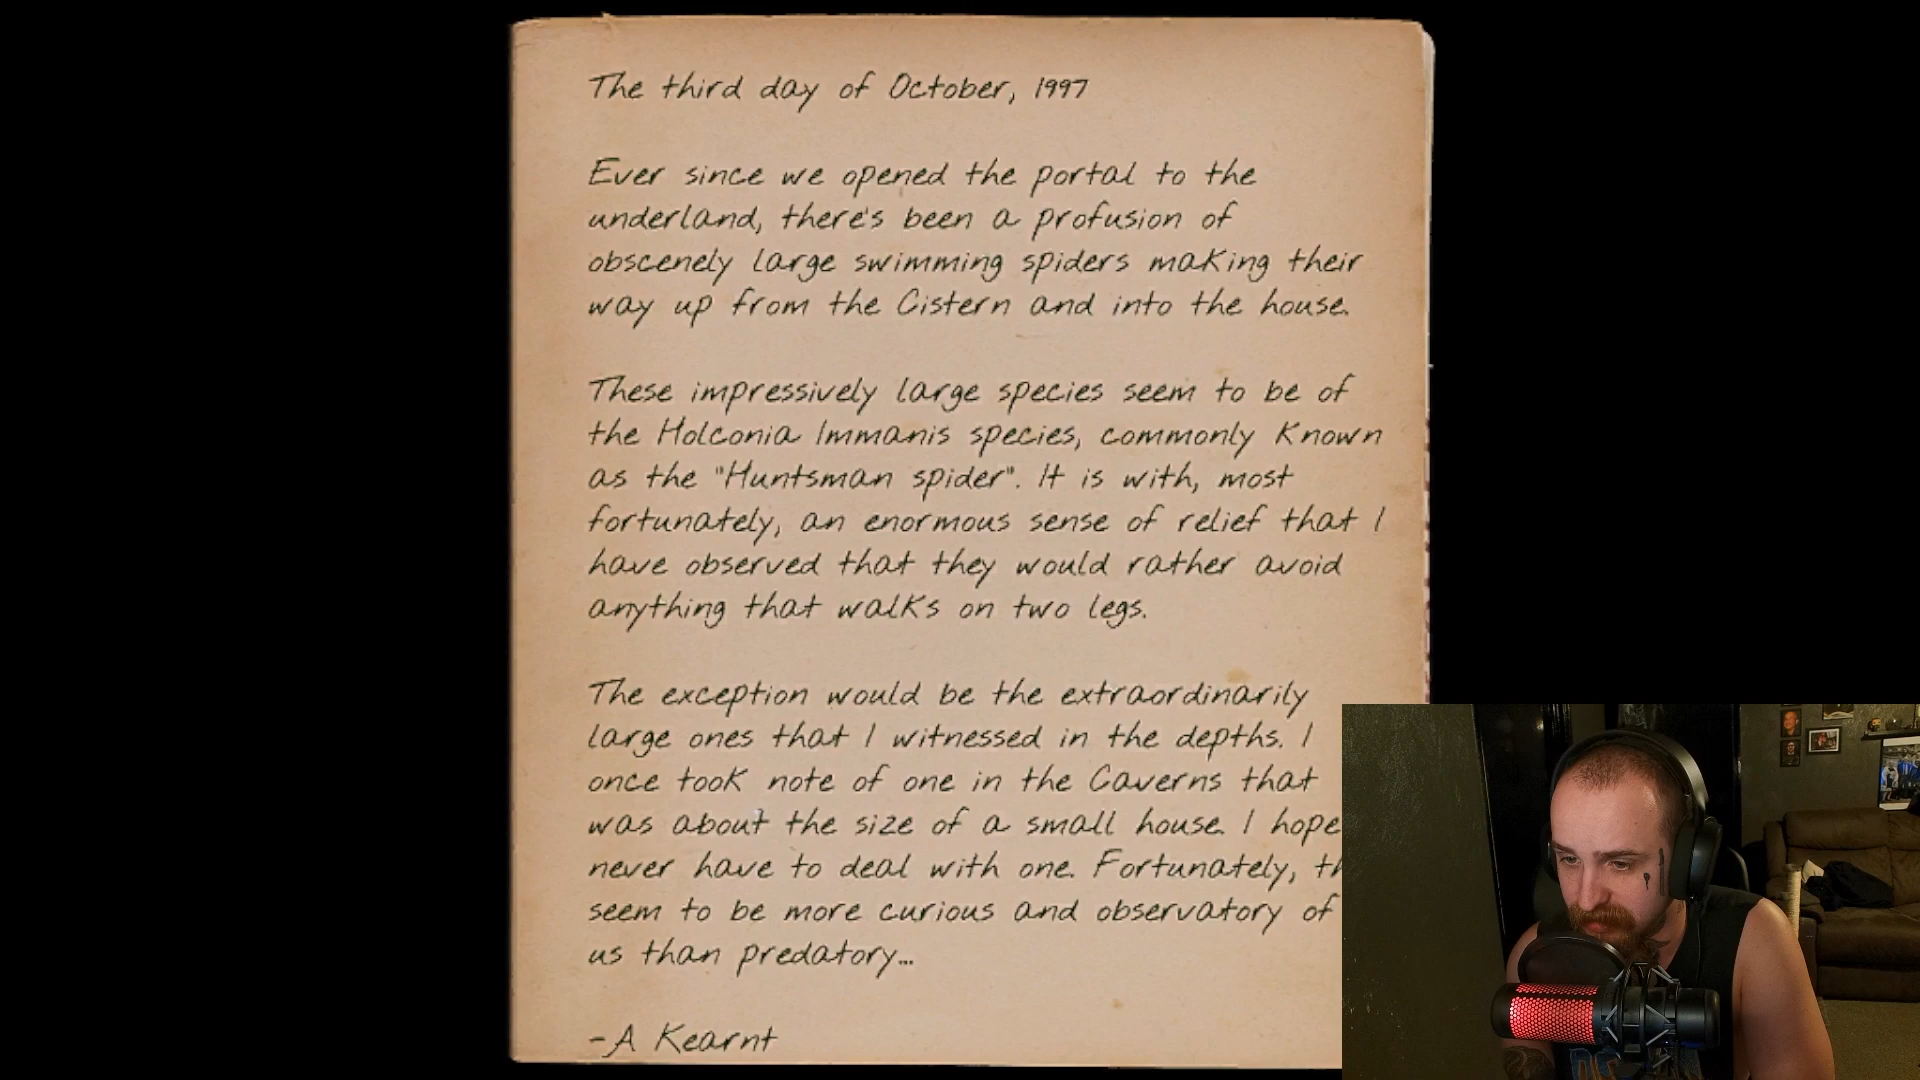 The third day of October, 1997
Ever since we opened the portal to the
underland, there's been a profusion of
obscenely large swimming spiders making their
way up from the Cistern and into the house.
These impressively large species seem to be of
the Holconia Immanis species, commonly known
as the "Huntsman spider". It is with, most
fortunately, an enormous sense of relief that I
have observed that they would rather avoid
anything that walks on two legs.
The exception would be the extraordinarily
large ones that I witnessed in the depths. I
once took note of one in the Caverns that
was about the size of a small house. I hope
never have to deal with one. Fortunately,
seem to be more curious and observatory of
us than predatory...
-A Kearnt